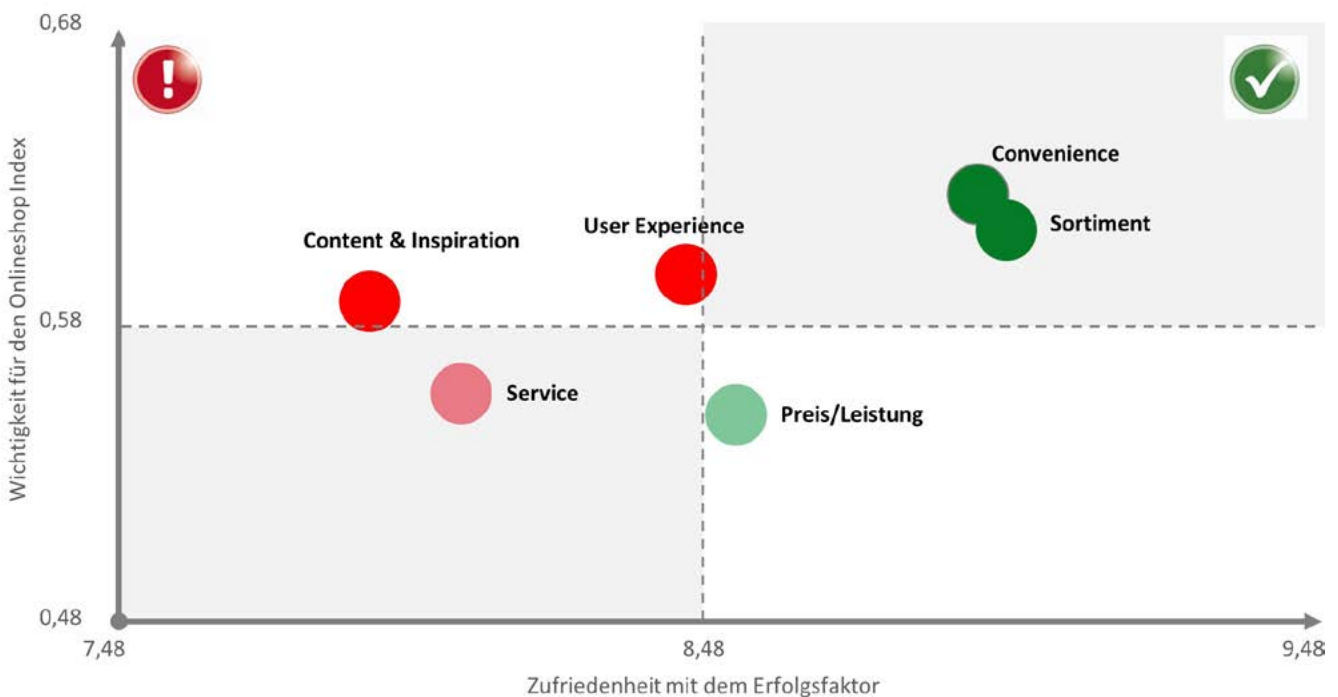 0,68
Wichtigkeit für den Onlineshop Index
!
Convenience
User Experience
Sortiment
Content & Inspiration
0,58
Service
Preis/Leistung
0,48
7,48
8,48
9,48
Zufriedenheit mit dem Erfolgsfaktor